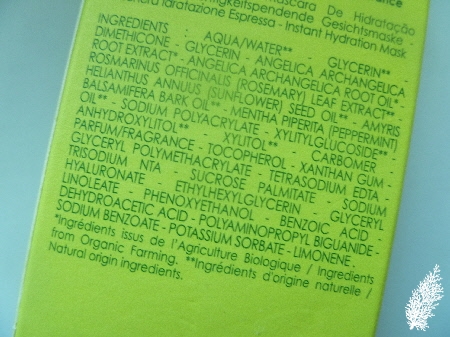 Mascara De Hidratação
Feuchtigkeitspendende Gesichtsmaske -
Idratazione Espressa - Instant Hydration Mask
INGREDIENTS : AQUA/WATER** - GLYCERIN** -
DIMETHICONE - GLYCERIN - ANGELICA ARCHANGELICA
ROOT EXTRACT* - ANGELICA ARCHANGELICA ROOT OIL* -
ROSMARINUS OFFICINALIS (ROSEMARY) LEAF EXTRACT** -
HELIANTHUS ANNUUS (SUNFLOWER) SEED OIL** - AMYRIS
BALSAMIFERA BARK OIL** - MENTHA PIPERITA (PEPPERMINT)
OIL** - SODIUM POLYACRYLATE - XYLITYLGLUCOSIDE** -
ANHYDROXYLITOL** - XYLITOL** - CARBOMER -
PARFUM/FRAGRANCE - TOCOPHEROL - XANTHAN GUM -
GLYCERYL POLYMETHACRYLATE - TETRASODIUM EDTA -
TRISODIUM NTA - SUCROSE PALMITATE - SODIUM
HYALURONATE - ETHYLHEXYLGLYCERIN - GLYCERYL
LINOLEATE - PHENOXYETHANOL - BENZOIC ACID -
DEHYDROACETIC ACID - POLYAMINOPROPYL BIGUANIDE -
SODIUM BENZOATE - POTASSIUM SORBATE - LIMONENE.
*Ingrédients issus de l'Agriculture Biologique / Ingredients
from Organic Farming. **Ingrédients d'origine naturelle /
Natural origin ingredients.